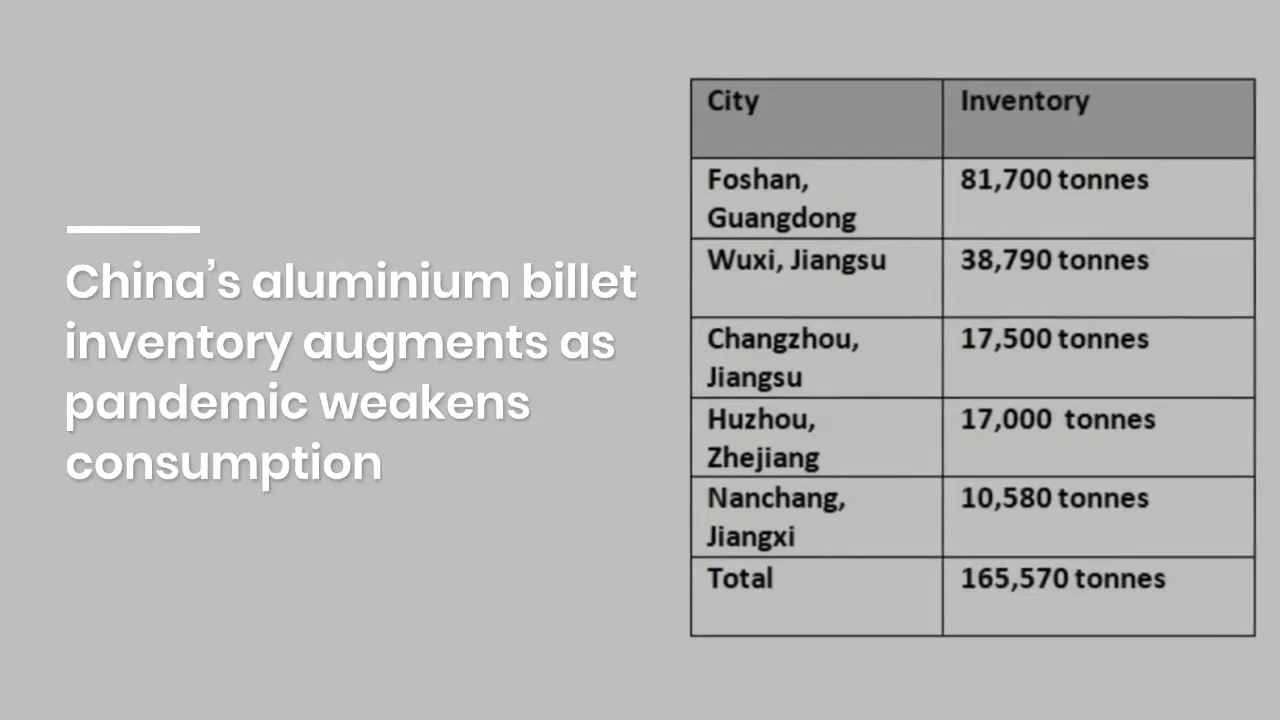 China’s aluminium billet
inventory augments as
pandemic weakens
consumption
City Inventory
Foshan, 81,700 tonnes
Guangdong
Wuxi, Jiangsu 38,790 tonnes
Changzhou, 17,500 tonnes
Jiangsu
Huzhou, 17,000 tonnes
Zhejiang
Nanchang, 10,580 tonnes
Jiangxi
Total 165,570 tonnes